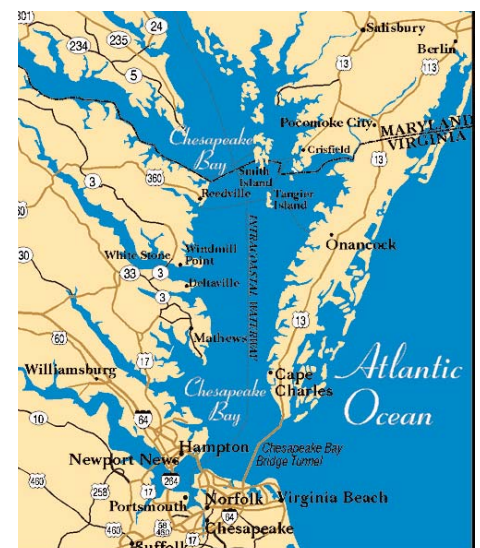 301
24
234
235
Salisbury
Berlin
5
13
113
Pocomoke City
MARYLAND
VIRGINIA
Chesapeake
Bay
Crisfield
13
3
360
Smith
Island
Reedville
Tangier
Island
INTRACOASTAL WATERWAY
Onancock
30
White Stone
Windmill
Point
33
3
Deltaville
3
13
Mathews
60
17
Williamsburg
Cape
Charles
Atlantic
Ocean
Chesapeake
Bay
10
64
Hampton
Chesapeake Bay
Bridge Tunnel
Newport News
460
258
17
264
Portsmouth
Norfolk
Virginia Beach
64
460
58
460
17
Chesapeake
Suffolk